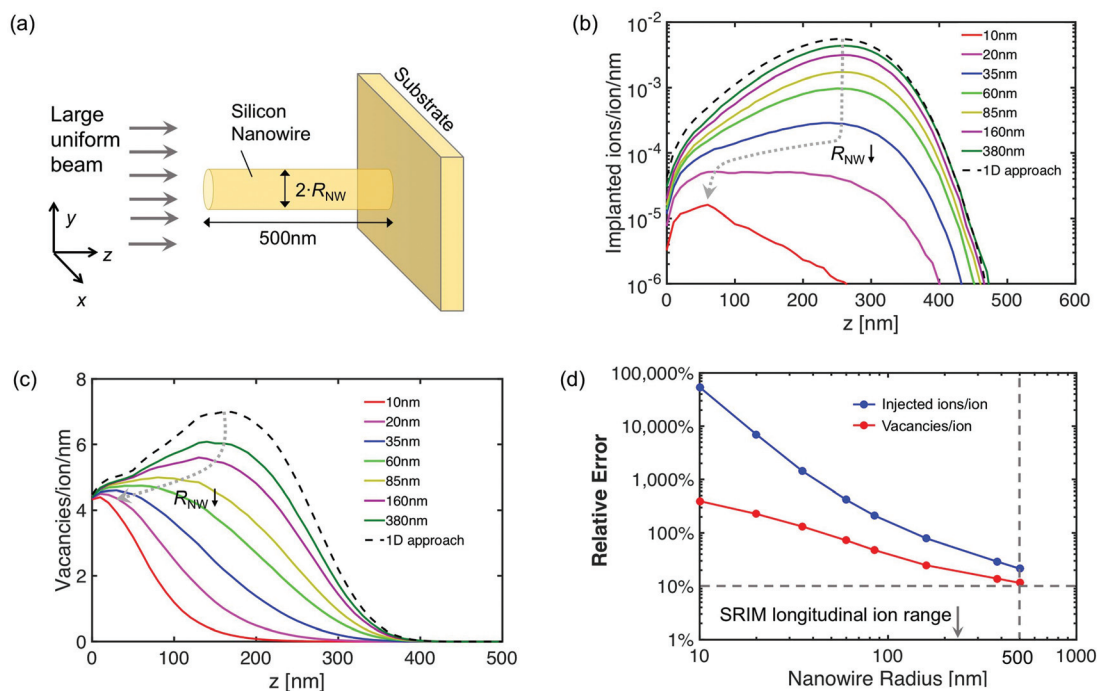 (a)
Large
uniform
beam
Silicon
Nanowire
Substrate
2·R_NW
500nm
y
z
x
(b)
Implanted ions/ion/nm
10^-2
10^-3
10^-4
10^-5
10^-6
0 100 200 300 400 500 600
z [nm]
10nm
20nm
35nm
60nm
85nm
160nm
380nm
1D approach
R_NW ↓
(c)
Vacancies/ion/nm
8
6
4
2
0
0 100 200 300 400 500
z [nm]
10nm
20nm
35nm
60nm
85nm
160nm
380nm
1D approach
R_NW ↓
(d)
Relative Error
100,000%
10,000%
1,000%
100%
10%
1%
10 100 500 1000
Nanowire Radius [nm]
Injected ions/ion
Vacancies/ion
SRIM longitudinal ion range ↓